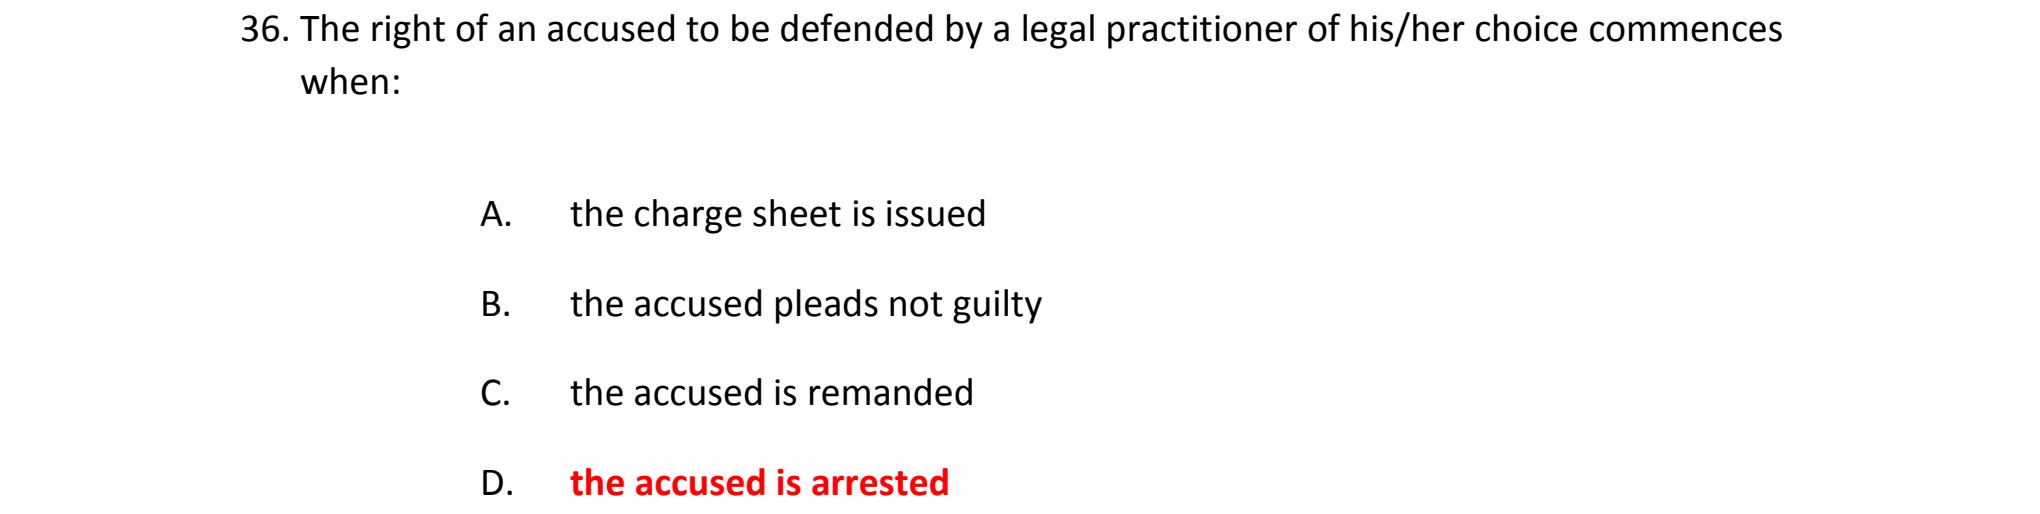 36. The right of an accused to be defended by a legal practitioner of his/her choice commences
when:
A. the charge sheet is issued
B. the accused pleads not guilty
C. the accused is remanded
D. the accused is arrested